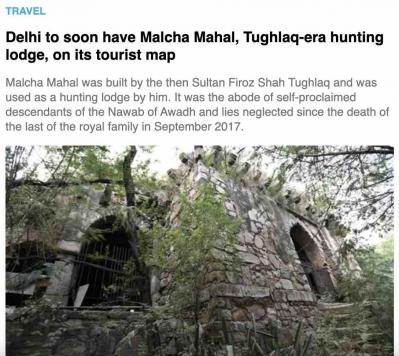 TRAVEL
Delhi to soon have Malcha Mahal, Tughlaq-era hunting
lodge, on its tourist map
Malcha Mahal was built by the then Sultan Firoz Shah Tughlaq and was
used as a hunting lodge by him. It was the abode of self-proclaimed
descendants of the Nawab of Awadh and lies neglected since the death of
the last of the royal family in September 2017.